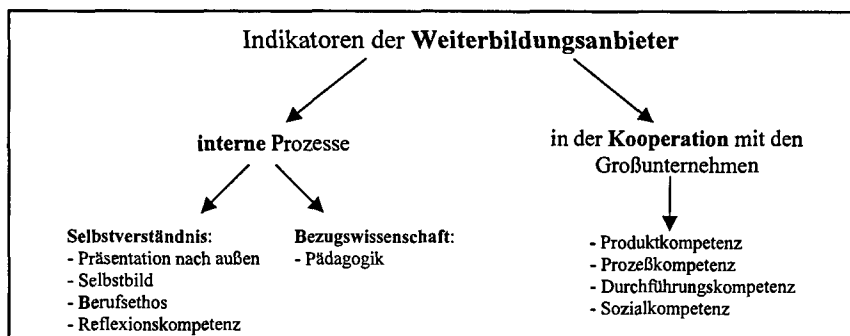 Indikatoren der Weiterbildungsanbieter
interne Prozesse
in der Kooperation mit den
Großunternehmen
Selbstverständnis:
- Präsentation nach außen
- Selbstbild
- Berufsethos
- Reflexionskompetenz
Bezugswissenschaft:
- Pädagogik
- Produktkompetenz
- Prozeßkompetenz
- Durchführungskompetenz
- Sozialkompetenz